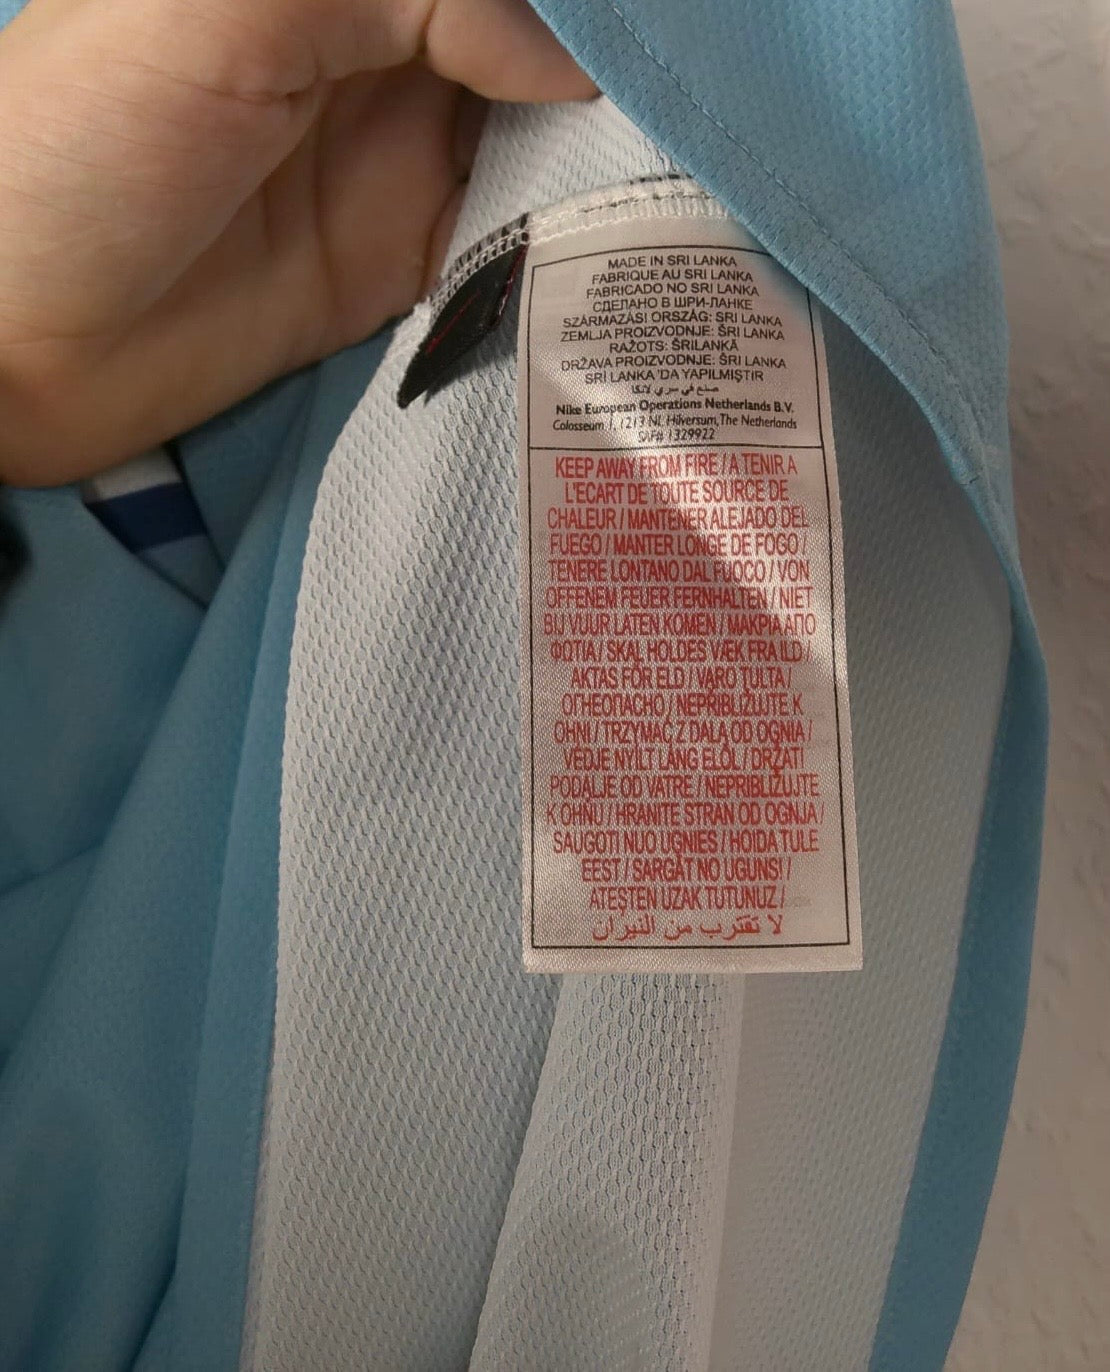 MADE IN SRI LANKA
FABRIQUE AU SRI LANKA
FABRICADO NO SRI LANKA
СДЕЛАНО В ШРИ-ЛАНКЕ
SZÁRMAZÁSI ORSZÁG: SRI LANKA
ZEMLJA PROIZVODNJE: ŠRI LANKA
RAŽOTS: ŠRILANKĀ
DRŽAVA PROIZVODNJE: ŠRI LANKA
SRİ LANKA'DA YAPILMIŞTIR
صنع في سري لانكا
Nike European Operations Netherlands B.V.
Colosseum 1, 1213 NL Hilversum, The Netherlands
SAF# 1329922
KEEP AWAY FROM FIRE / A TENIR A
L'ECART DE TOUTE SOURCE DE
CHALEUR / MANTENER ALEJADO DEL
FUEGO / MANTER LONGE DE FOGO /
TENERE LONTANO DAL FUOCO / VON
OFFENEM FEUER FERNHALTEN / NIET
BIJ VUUR LATEN KOMEN / ΜΑΚΡΙΑ ΑΠΟ
ΦΩΤΙΑ / SKAL HOLDES VÆK FRA ILD /
AKTAS FÖR ELD / VARO TULTA /
ОГНЕОПАСНО / NEPRIBLIŽUJTE K
OHNI / TRZYMAĆ Z DALA OD OGNIA /
VEDJE NYÍLT LÁNG ELŐL / DRŽATI
PODALJE OD VATRE / NEPRIBLIŽUJTE
K OHNU / HRANITE STRAN OD OGNJA /
SAUGOTI NUO UGNIES / HOIDA TULE
EEST / SARGĀT NO UGUNS! /
ATEŞTEN UZAK TUTUNUZ /
لا تقترب من النيران